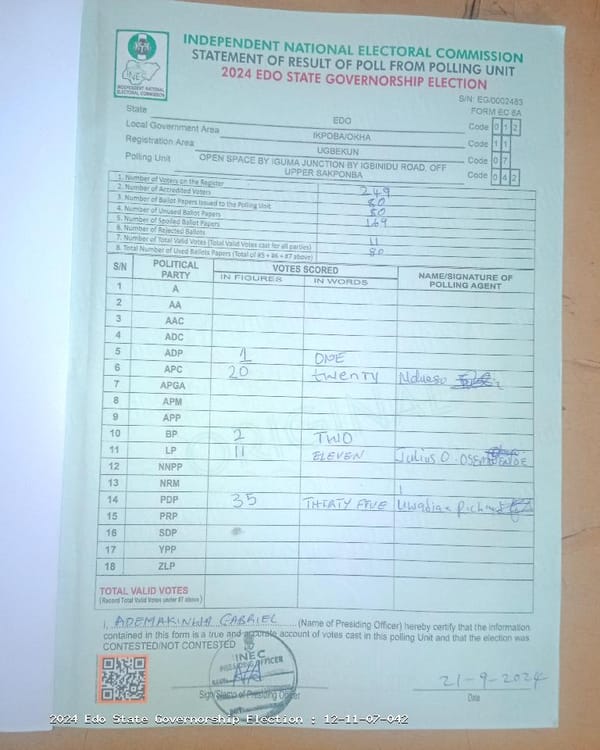 INDEPENDENT NATIONAL ELECTORAL COMMISSION
STATEMENT OF RESULT OF POLL FROM POLLING UNIT
2024 EDO STATE GOVERNORSHIP ELECTION
INDEPENDENT NATIONAL
ELECTORAL COMMISSION
S/N: EG/0002483
FORM EC 8A
State EDO Code 0 1 2
Local Government Area IKPOBA/OKHA Code 1 1
Registration Area UGBEKUN Code 0 7
Polling Unit OPEN SPACE BY IGUMA JUNCTION BY IGBINIDU ROAD, OFF UPPER SAKPONBA Code 0 4 2
1. Number of Voters on the Register 249
2. Number of Accredited Voters 80
3. Number of Ballot Papers Issued to the Polling Unit
4. Number of Unused Ballot Papers 169
5. Number of Spoiled Ballot Papers
6. Number of Rejected Ballots 11
7. Number of Total Valid Votes (Total Valid Votes cast for all parties)
8. Total Number of Used Ballots Papers (Total of #5 + #6 + #7 above) 80
S/N POLITICAL PARTY VOTES SCORED NAME/SIGNATURE OF POLLING AGENT
IN FIGURES IN WORDS
1 A
2 AA
3 AAC
4 ADC
5 ADP 1 ONE
6 APC 20 twenty
7 APGA
8 APM
9 APP
10 BP 2 TWO
11 LP 11 ELEVEN Julius O.
12 NNPP
13 NRM
14 PDP 35 THIRTY FIVE
15 PRP
16 SDP
17 YPP
18 ZLP
TOTAL VALID VOTES
(Record Total Valid Votes under #7 above)
I, ADEMAKINWA GABRIEL (Name of Presiding Officer) hereby certify that the information
contained in this form is a true and accurate account of votes cast in this polling Unit and that the election was
CONTESTED/NOT CONTESTED
INEC
PRESIDING OFFICER
Sign/Stamp of Presiding Officer
21-9-2024
Date
2024 Edo State Governorship Election : 12-11-07-042